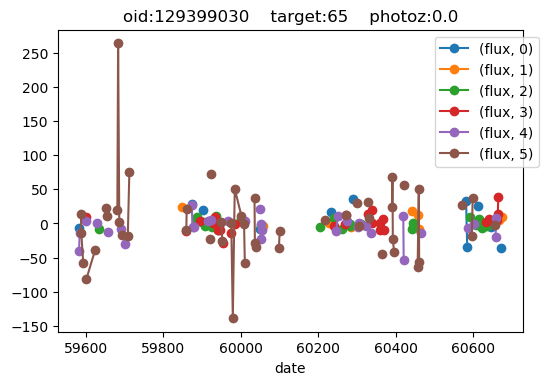 oid:129399030    target:65    photoz:0.0
(flux, 0)
(flux, 1)
(flux, 2)
(flux, 3)
(flux, 4)
(flux, 5)
250
200
150
100
50
0
−50
−100
−150
59600 59800 60000 60200 60400 60600
date